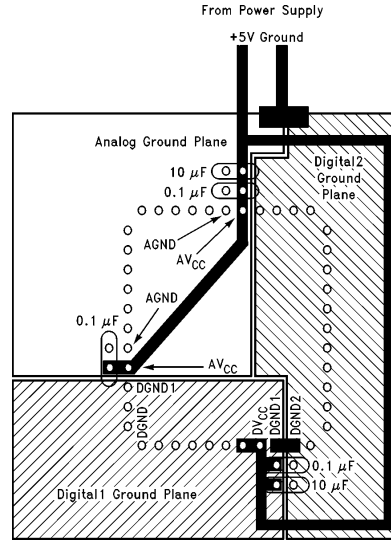 From Power Supply
+5V Ground
Analog Ground Plane
Digital2
Ground
Plane
10 μF
0.1 μF
AGND
AVCC
AGND
0.1 μF
AVCC
DGND1
DGND
DVCC
DGND1
DGND2
0.1 μF
10 μF
Digital1 Ground Plane